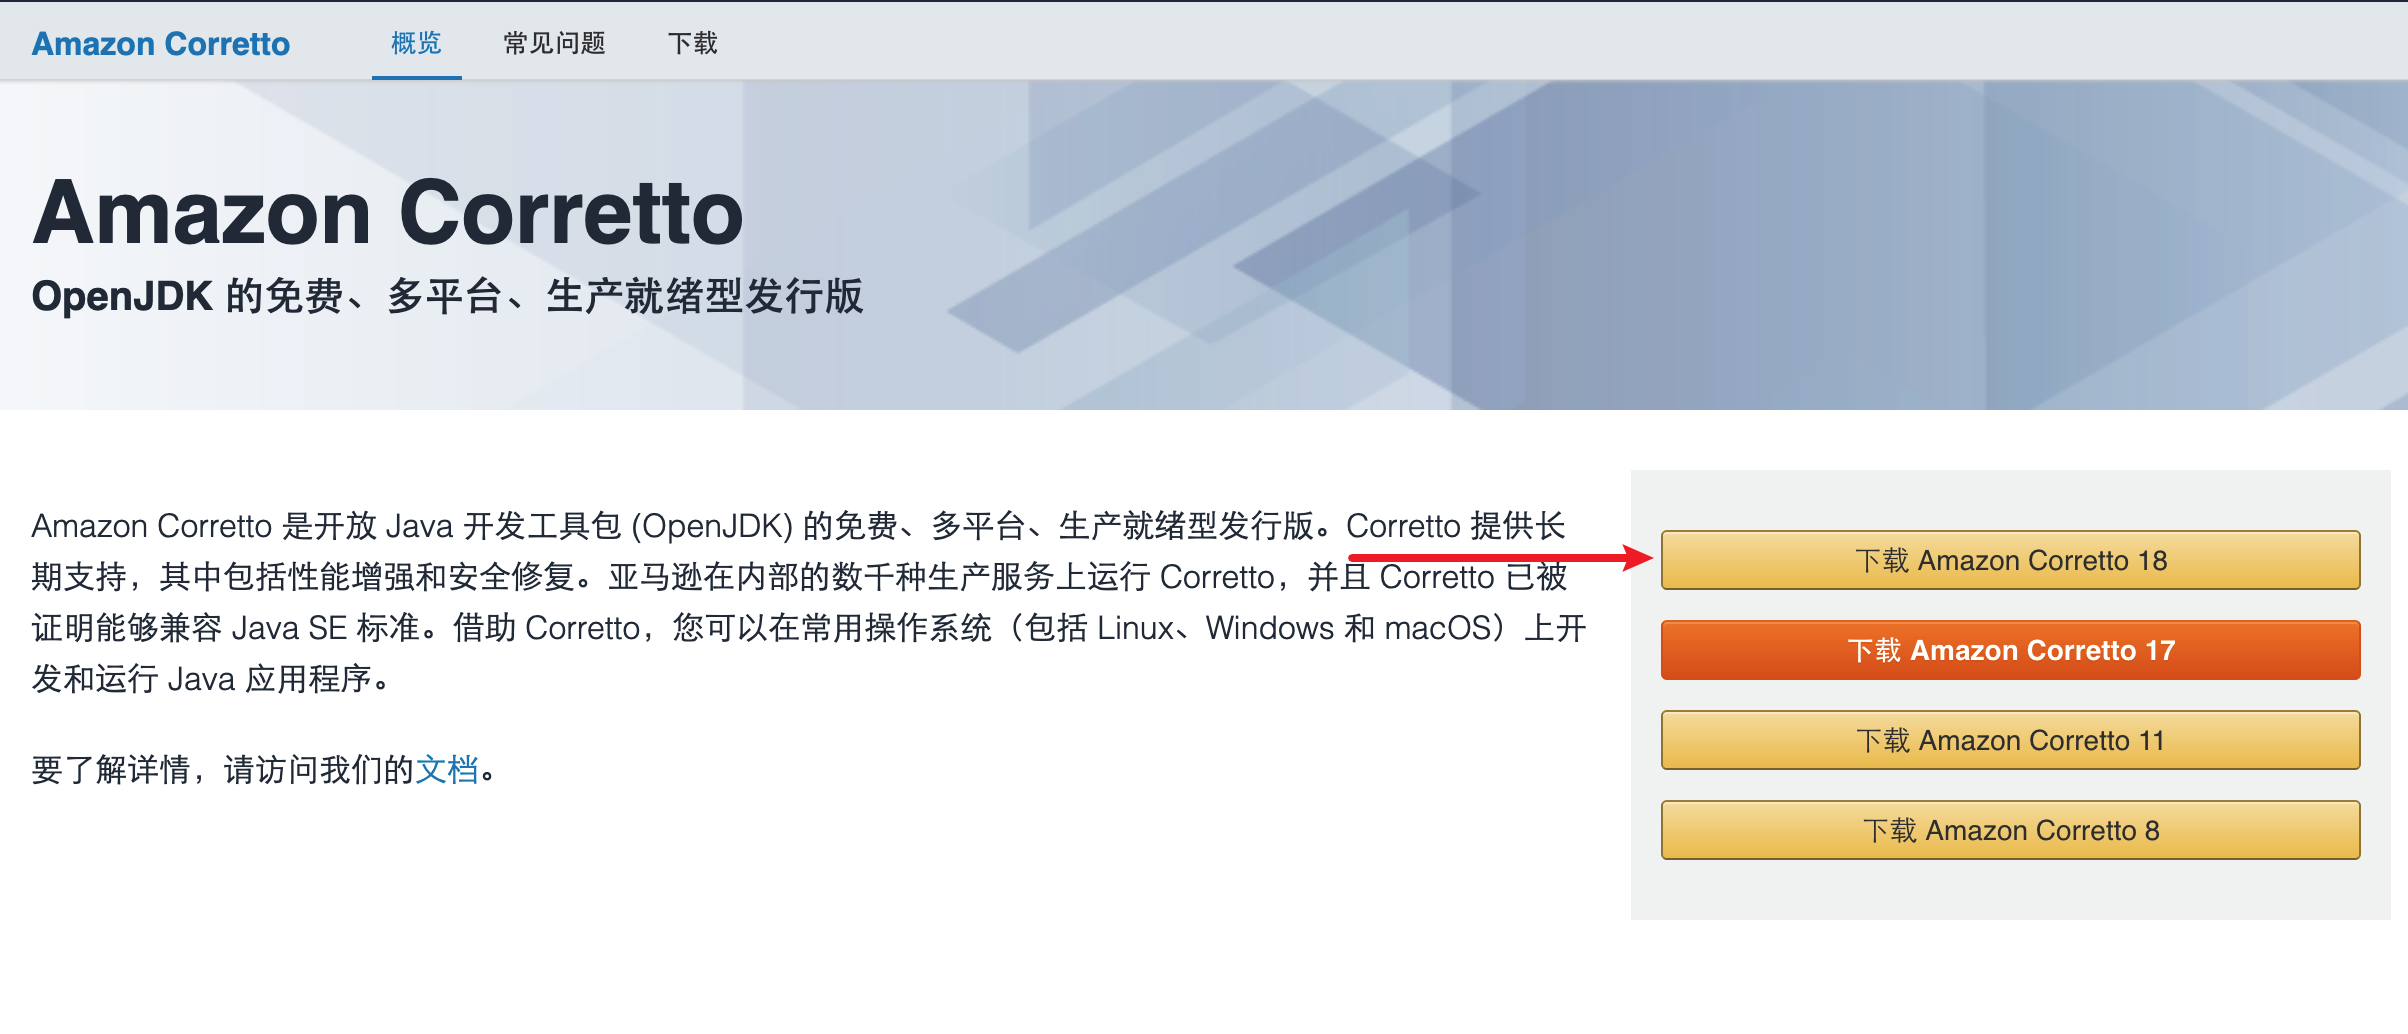 Amazon Corretto 概览 常见问题 下载
Amazon Corretto
OpenJDK 的免费、多平台、生产就绪型发行版
Amazon Corretto 是开放 Java 开发工具包 (OpenJDK) 的免费、多平台、生产就绪型发行版。Corretto 提供长
期支持，其中包括性能增强和安全修复。亚马逊在内部的数千种生产服务上运行 Corretto，并且 Corretto 已被
证明能够兼容 Java SE 标准。借助 Corretto，您可以在常用操作系统（包括 Linux、Windows 和 macOS）上开
发和运行 Java 应用程序。
要了解详情，请访问我们的文档。
下载 Amazon Corretto 18
下载 Amazon Corretto 17
下载 Amazon Corretto 11
下载 Amazon Corretto 8